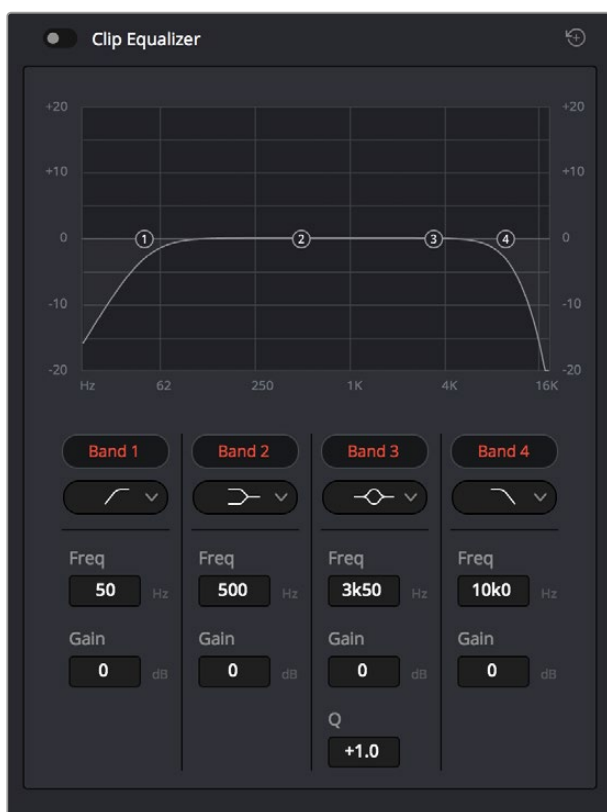 Clip Equalizer
+20 +20
+10 +10
0 1 2 3 4 0
-10 -10
-20 -20
Hz 62 250 1K 4K 16K
Band 1 Band 2 Band 3 Band 4
Freq Freq Freq Freq
50 Hz 500 Hz 3k50 Hz 10k0 Hz
Gain Gain Gain Gain
0 dB 0 dB 0 dB 0 dB
Q
+1.0